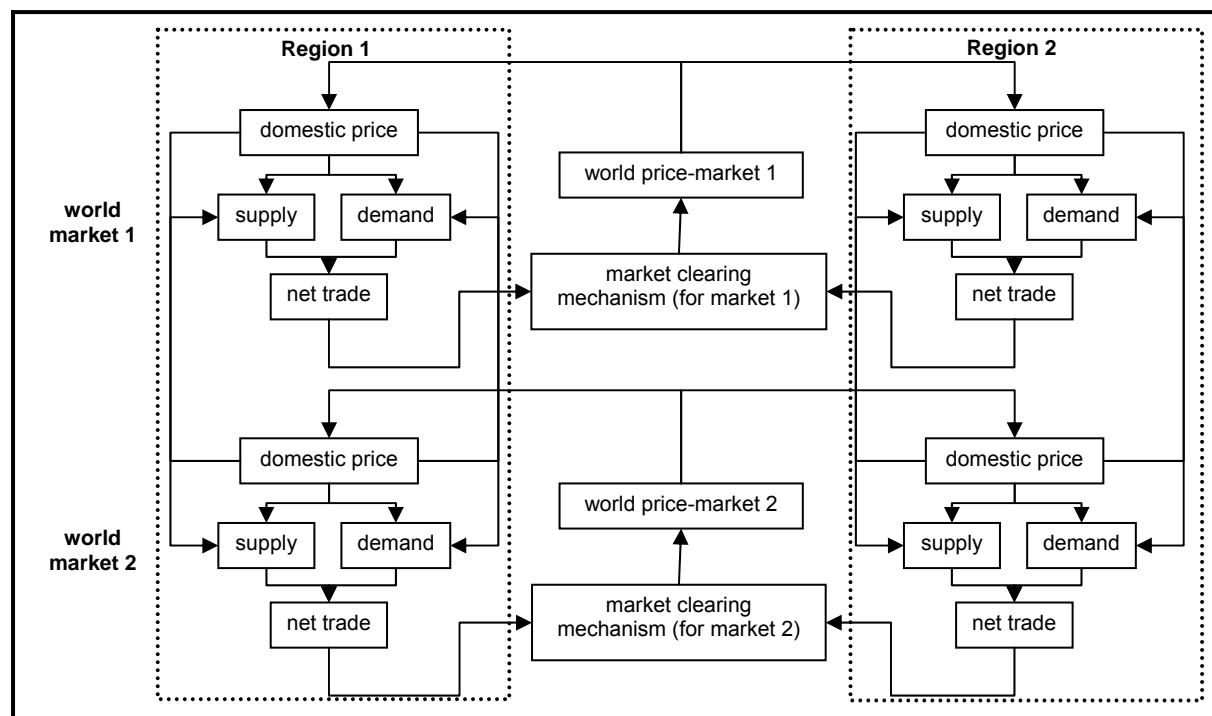 Region 1
Region 2
domestic price
domestic price
world price-market 1
world
market 1
supply
demand
supply
demand
market clearing
mechanism (for market 1)
net trade
net trade
domestic price
domestic price
world price-market 2
world
market 2
supply
demand
supply
demand
market clearing
mechanism (for market 2)
net trade
net trade